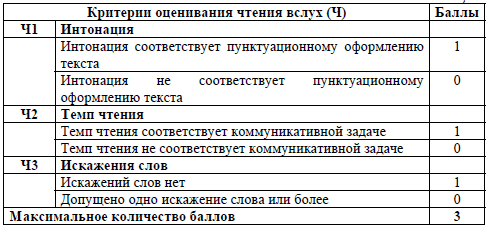 Критерии оценивания чтения вслух (Ч) Баллы
Ч1 Интонация
Интонация соответствует пунктуационному оформлению 1
текста
Интонация не соответствует пунктуационному 0
оформлению текста
Ч2 Темп чтения
Темп чтения соответствует коммуникативной задаче 1
Темп чтения не соответствует коммуникативной задаче 0
Ч3 Искажения слов
Искажений слов нет 1
Допущено одно искажение слова или более 0
Максимальное количество баллов 3